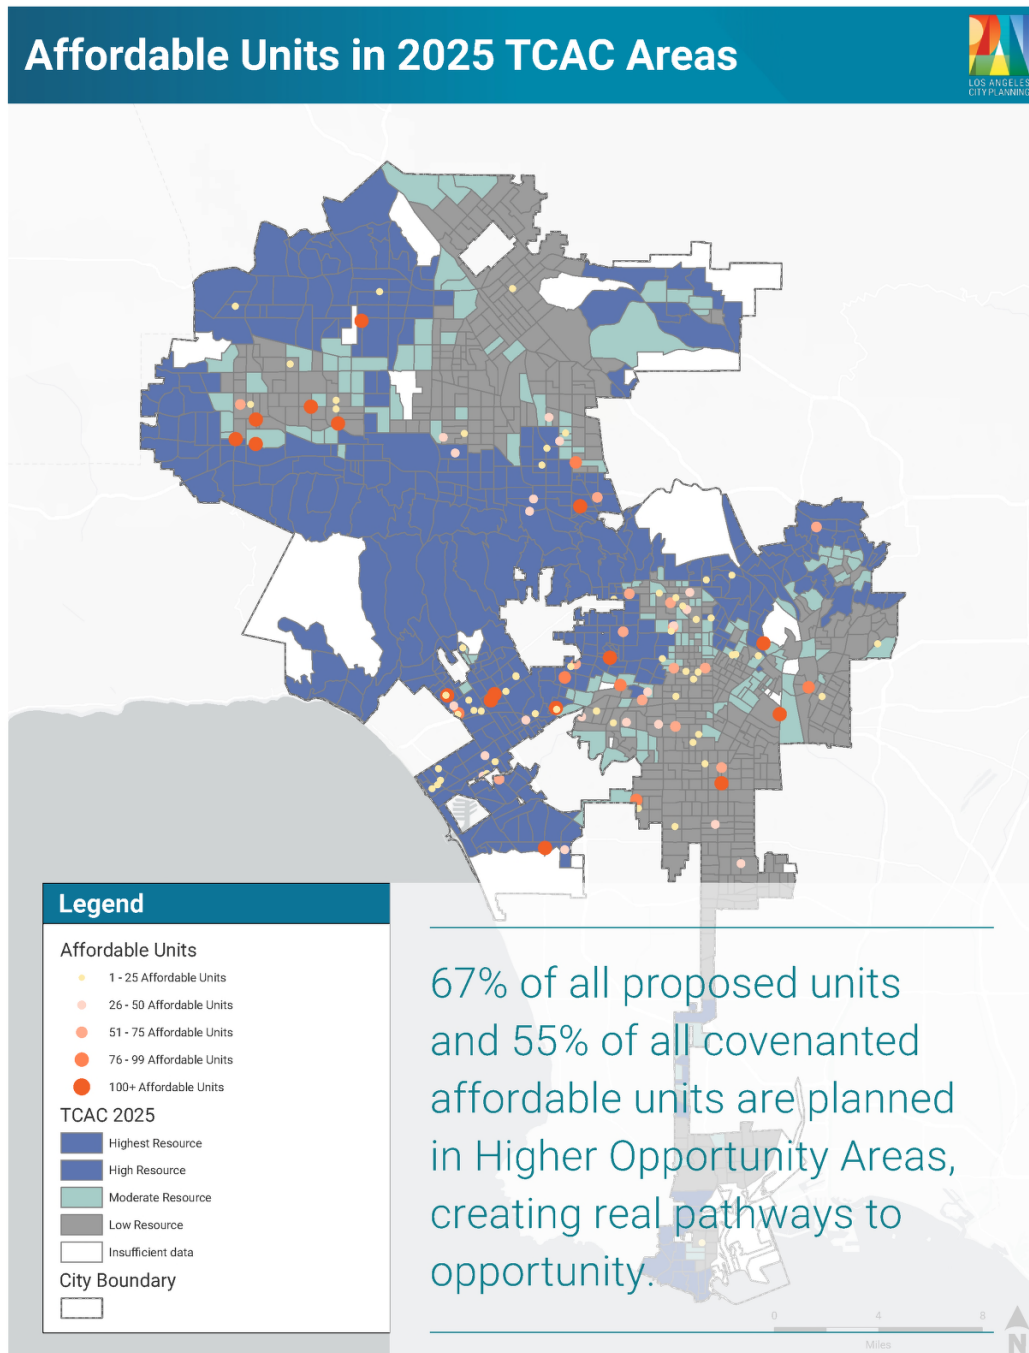 Affordable Units in 2025 TCAC Areas
LOS ANGELES
CITY PLANNING
Legend
Affordable Units
1 - 25 Affordable Units
26 - 50 Affordable Units
51 - 75 Affordable Units
76 - 99 Affordable Units
100+ Affordable Units
TCAC 2025
Highest Resource
High Resource
Moderate Resource
Low Resource
Insufficient data
City Boundary
67% of all proposed units
and 55% of all covenanted
affordable units are planned
in Higher Opportunity Areas,
creating real pathways to
opportunity.
0 4 8
Miles
N